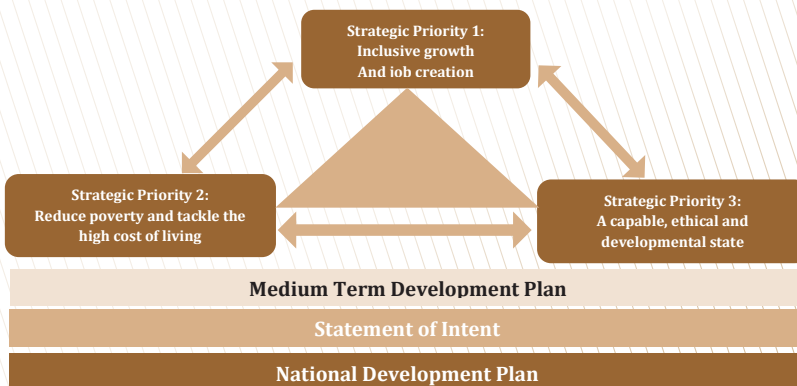 Strategic Priority 1:
Inclusive growth
And iob creation
Strategic Priority 2:
Reduce poverty and tackle the
high cost of living
Strategic Priority 3:
A capable, ethical and
developmental state
Medium Term Development Plan
Statement of Intent
National Development Plan